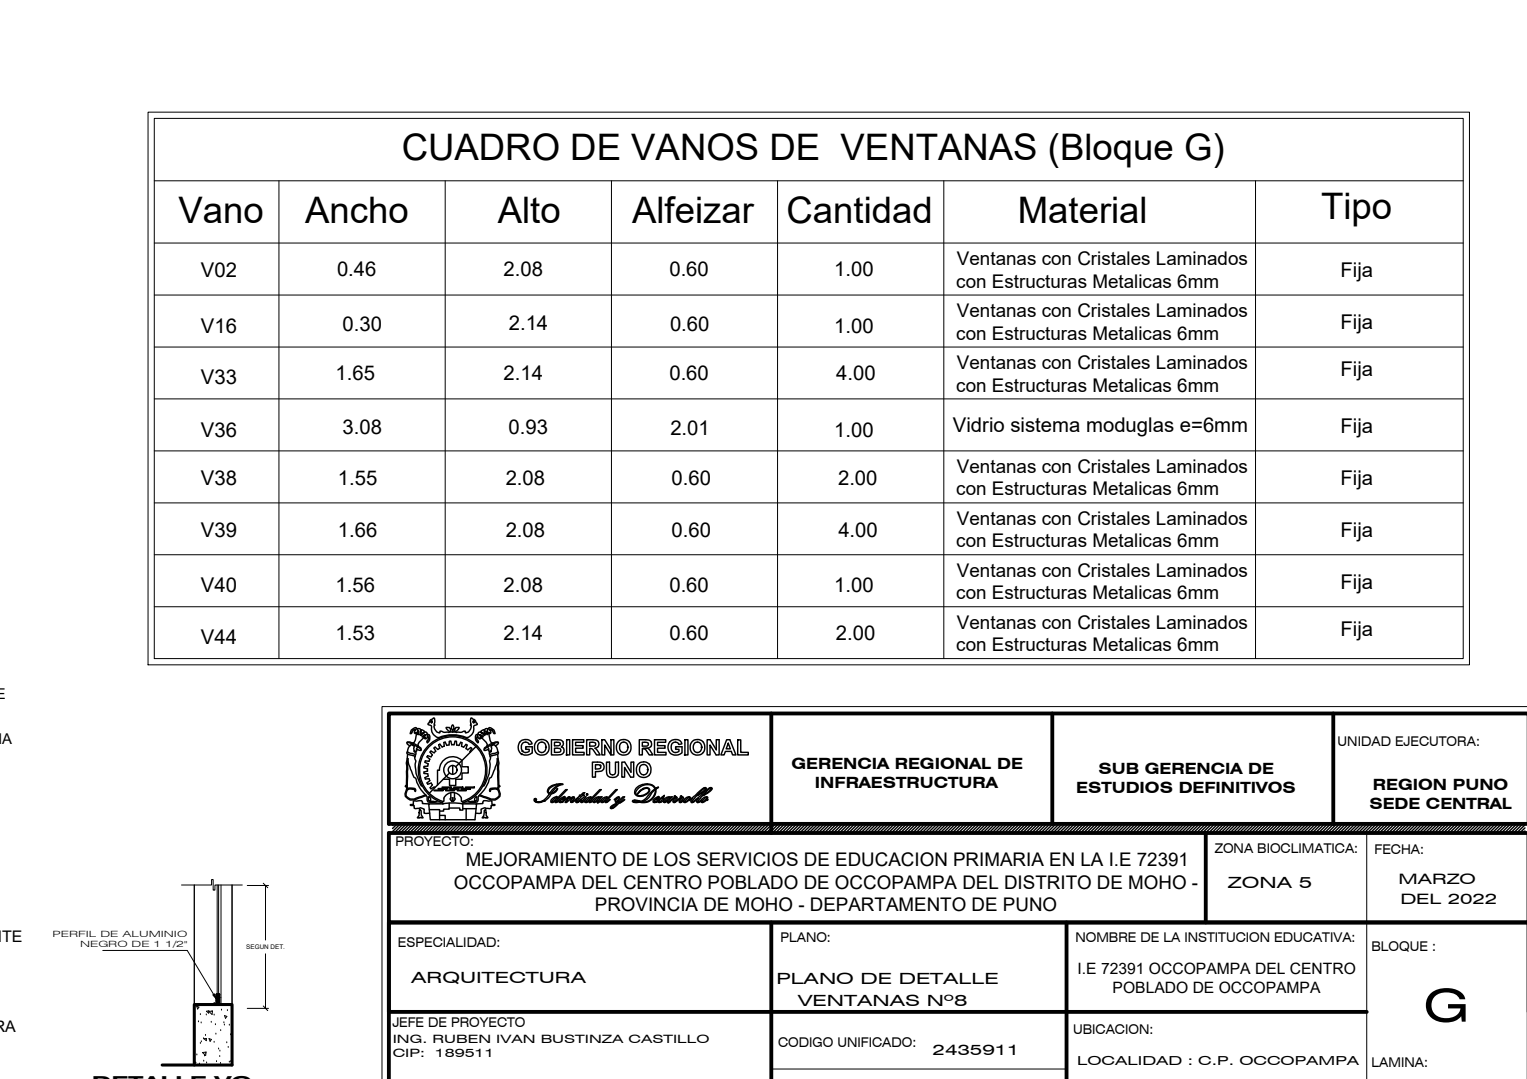 CUADRO DE VANOS DE VENTANAS (Bloque G)
Vano Ancho Alto Alfeizar Cantidad Material Tipo
V02 0.46 2.08 0.60 1.00 Ventanas con Cristales Laminados con Estructuras Metalicas 6mm Fija
V16 0.30 2.14 0.60 1.00 Ventanas con Cristales Laminados con Estructuras Metalicas 6mm Fija
V33 1.65 2.14 0.60 4.00 Ventanas con Cristales Laminados con Estructuras Metalicas 6mm Fija
V36 3.08 0.93 2.01 1.00 Vidrio sistema moduglas e=6mm Fija
V38 1.55 2.08 0.60 2.00 Ventanas con Cristales Laminados con Estructuras Metalicas 6mm Fija
V39 1.66 2.08 0.60 4.00 Ventanas con Cristales Laminados con Estructuras Metalicas 6mm Fija
V40 1.56 2.08 0.60 1.00 Ventanas con Cristales Laminados con Estructuras Metalicas 6mm Fija
V44 1.53 2.14 0.60 2.00 Ventanas con Cristales Laminados con Estructuras Metalicas 6mm Fija
E
IA
NTE
RA
PERFIL DE ALUMINIO
NEGRO DE 1 1/2"
SEGUN DET.
GOBIERNO REGIONAL
PUNO
Identidad y Desarrollo
GERENCIA REGIONAL DE
INFRAESTRUCTURA
SUB GERENCIA DE
ESTUDIOS DEFINITIVOS
UNIDAD EJECUTORA:
REGION PUNO
SEDE CENTRAL
PROYECTO:
MEJORAMIENTO DE LOS SERVICIOS DE EDUCACION PRIMARIA EN LA I.E 72391
OCCOPAMPA DEL CENTRO POBLADO DE OCCOPAMPA DEL DISTRITO DE MOHO -
PROVINCIA DE MOHO - DEPARTAMENTO DE PUNO
ZONA BIOCLIMATICA:
ZONA 5
FECHA:
MARZO
DEL 2022
ESPECIALIDAD:
ARQUITECTURA
PLANO:
PLANO DE DETALLE
VENTANAS Nº8
NOMBRE DE LA INSTITUCION EDUCATIVA:
I.E 72391 OCCOPAMPA DEL CENTRO
POBLADO DE OCCOPAMPA
BLOQUE :
G
JEFE DE PROYECTO
ING. RUBEN IVAN BUSTINZA CASTILLO
CIP: 189511
CODIGO UNIFICADO: 2435911
UBICACION:
LOCALIDAD : C.P. OCCOPAMPA
LAMINA: